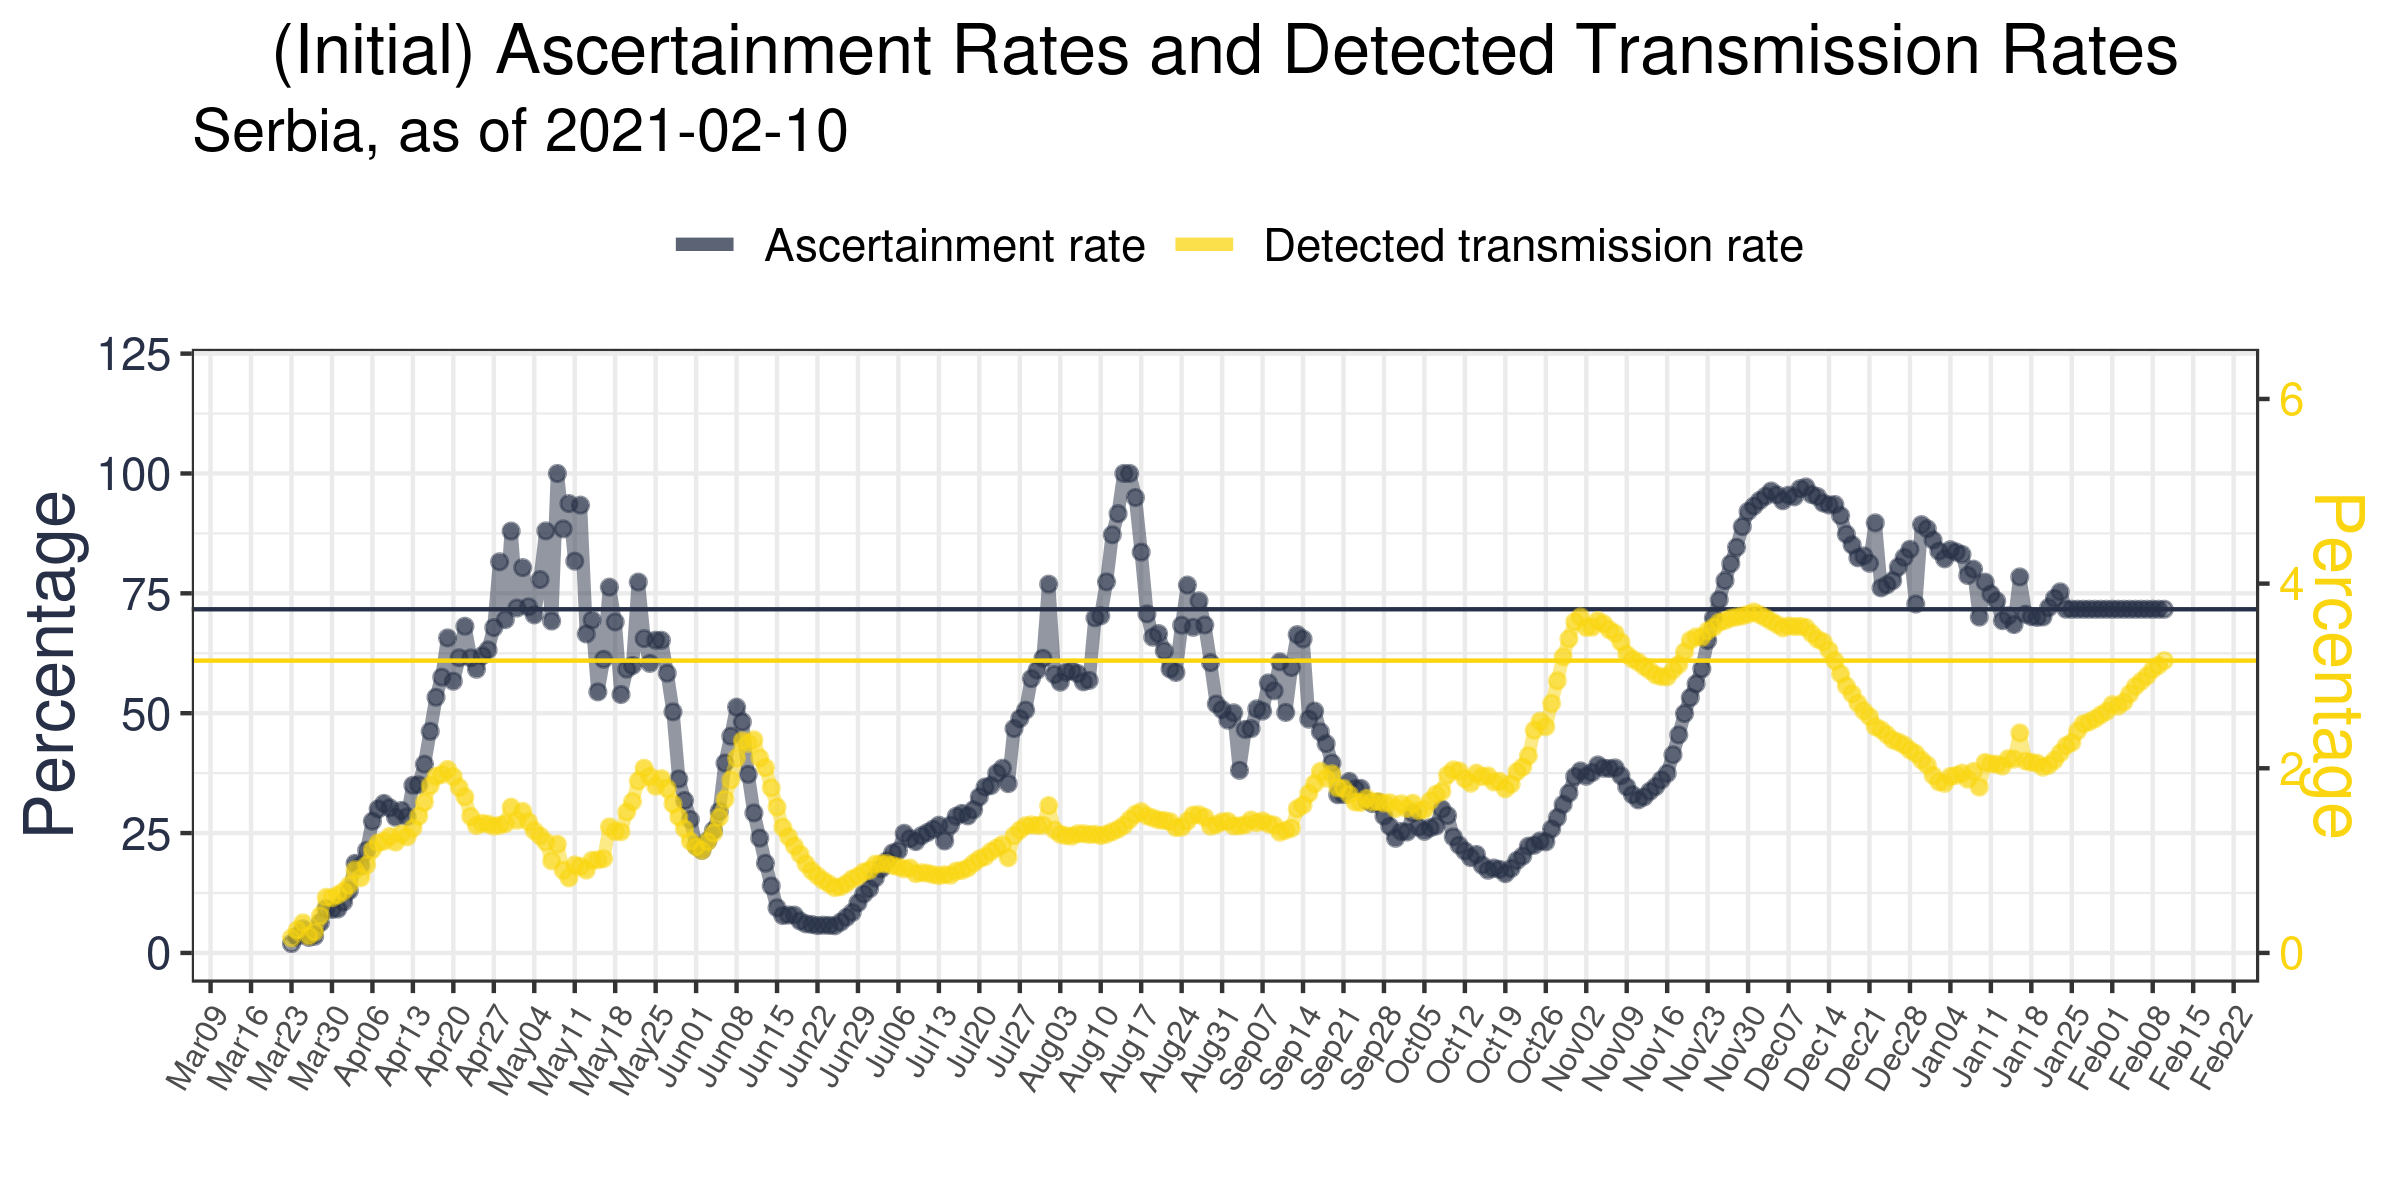 (Initial) Ascertainment Rates and Detected Transmission Rates
Serbia, as of 2021-02-10
Ascertainment rate
Detected transmission rate
Percentage
125
100
75
50
25
0
6
4
2
0
Percentage
Mar09
Mar16
Mar23
Mar30
Apr06
Apr13
Apr20
Apr27
May04
May11
May18
May25
Jun01
Jun08
Jun15
Jun22
Jun29
Jul06
Jul13
Jul20
Jul27
Aug03
Aug10
Aug17
Aug24
Aug31
Sep07
Sep14
Sep21
Sep28
Oct05
Oct12
Oct19
Oct26
Nov02
Nov09
Nov16
Nov23
Nov30
Dec07
Dec14
Dec21
Dec28
Jan04
Jan11
Jan18
Jan25
Feb01
Feb08
Feb15
Feb22